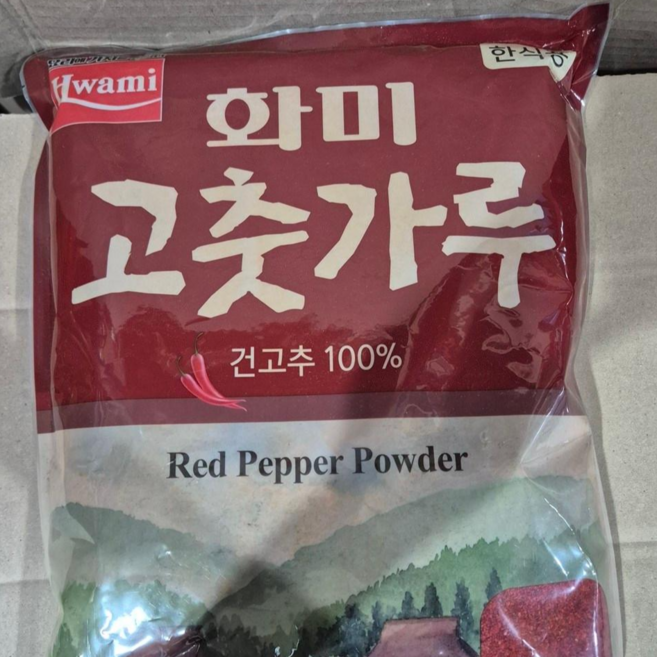 한식용
Hwami
화미
고춧가루
건고추 100%
Red Pepper Powder